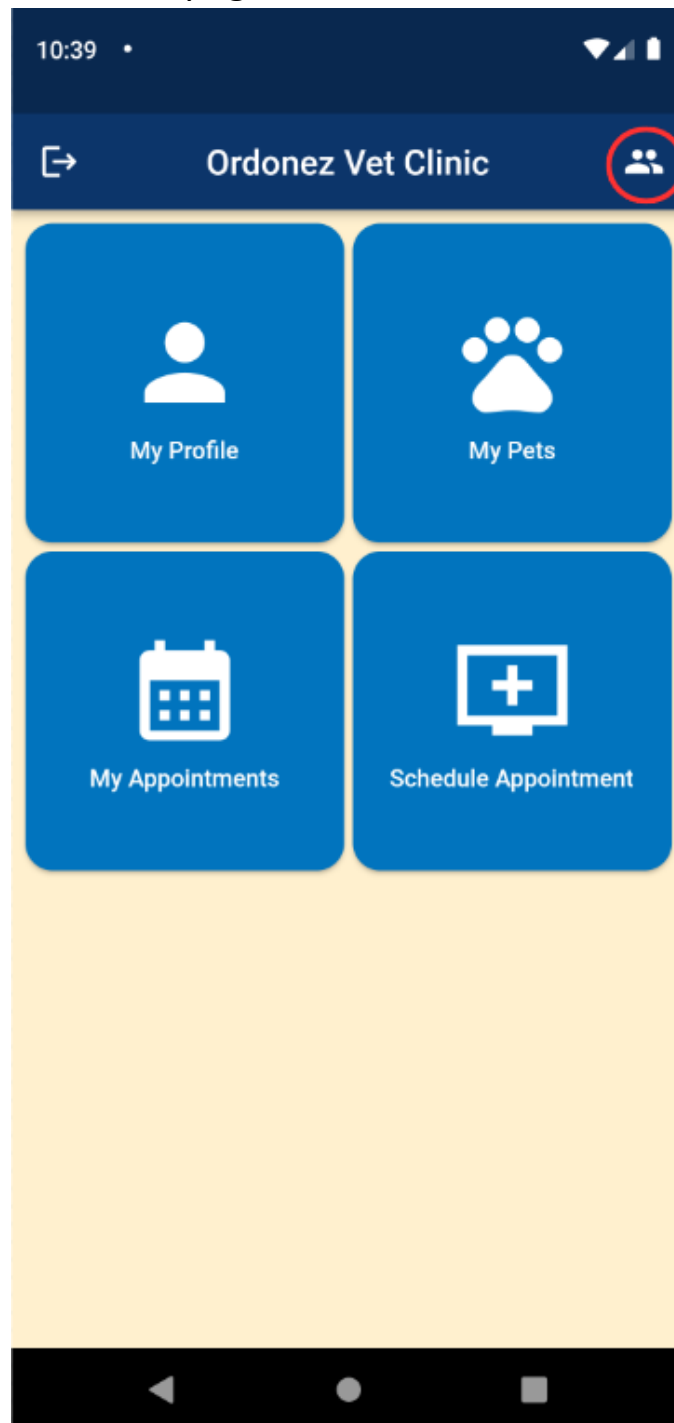 10:39
Ordonez Vet Clinic
My Profile
My Pets
My Appointments
Schedule Appointment